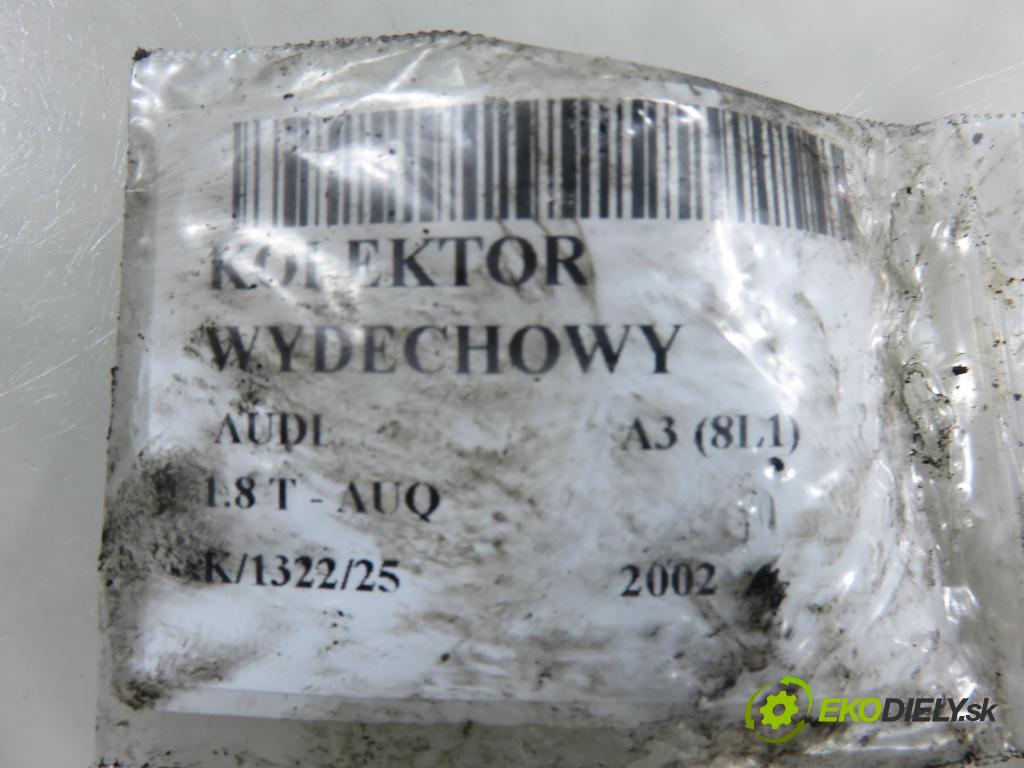 KOLEKTOR
WYDECHOWY
AUDI A3 (8L1)
1.8 T - AUQ
K/1322/25 2002
EKODIELY.sk